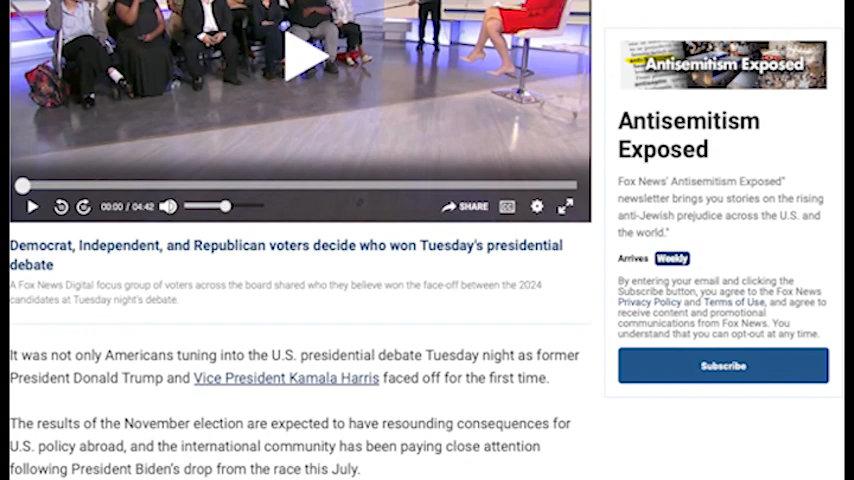 00:00 / 04:42
SHARE
CC
Democrat, Independent, and Republican voters decide who won Tuesday's presidential
debate
A Fox News Digital focus group of voters across the board shared who they believe won the face-off between the 2024
candidates at Tuesday night's debate.
It was not only Americans tuning into the U.S. presidential debate Tuesday night as former
President Donald Trump and Vice President Kamala Harris faced off for the first time.
The results of the November election are expected to have resounding consequences for
U.S. policy abroad, and the international community has been paying close attention
following President Biden's drop from the race this July.
Antisemitism Exposed
Antisemitism
Exposed
Fox News' Antisemitism Exposed"
newsletter brings you stories on the rising
anti-Jewish prejudice across the U.S. and
the world."
Arrives Weekly
By entering your email and clicking the
Subscribe button, you agree to the Fox News
Privacy Policy and Terms of Use, and agree to
receive content and promotional
communications from Fox News. You
understand that you can opt-out at any time.
Subscribe